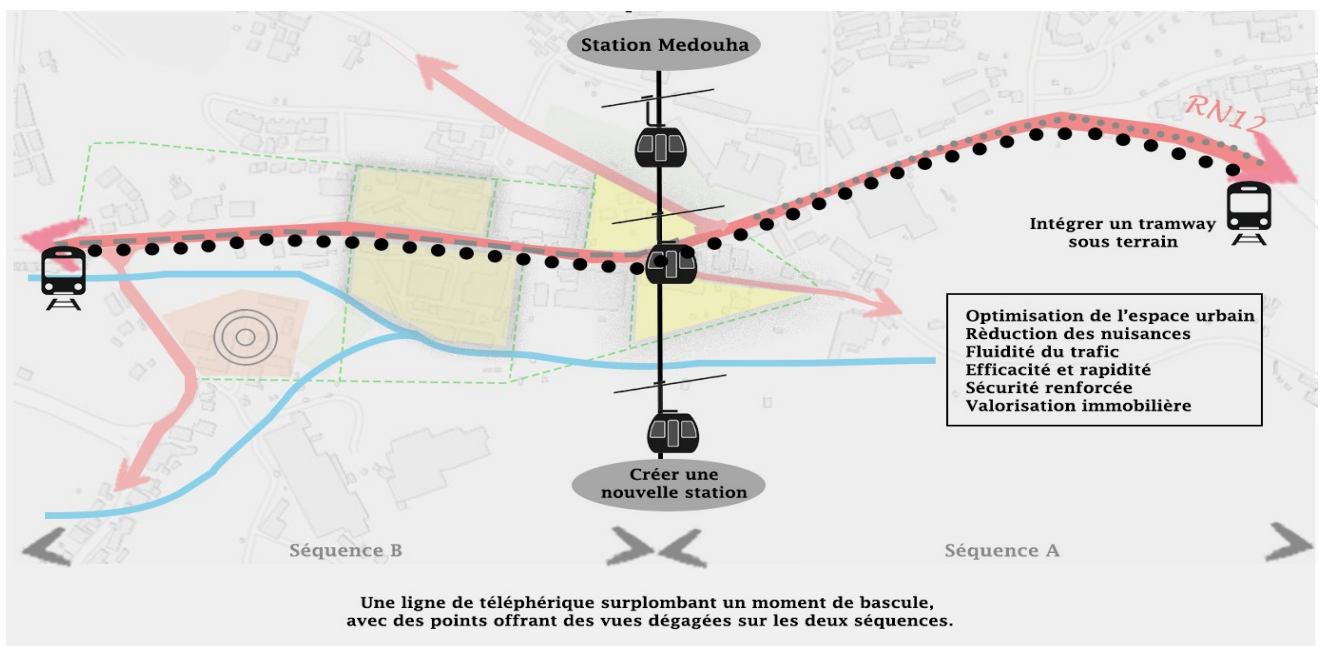 Station Medouha
RN12
Intégrer un tramway
sous terrain
Optimisation de l'espace urbain
Rèduction des nuisances
Fluidité du trafic
Efficacité et rapidité
Sécurité renforcée
Valorisation immobilière
Créer une
nouvelle station
Séquence B
Séquence A
Une ligne de téléphérique surplombant un moment de bascule,
avec des points offrant des vues dégagées sur les deux séquences.